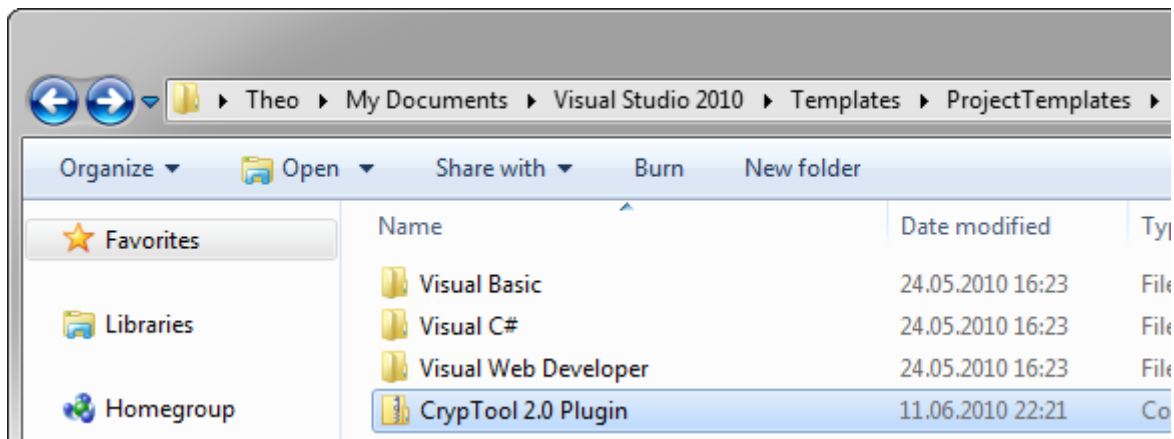 Theo My Documents Visual Studio 2010 Templates ProjectTemplates
Organize Open Share with Burn New folder
Favorites
Libraries
Homegroup
Name Date modified
Visual Basic 24.05.2010 16:23
Visual C# 24.05.2010 16:23
Visual Web Developer 24.05.2010 16:23
CrypTool 2.0 Plugin 11.06.2010 22:21